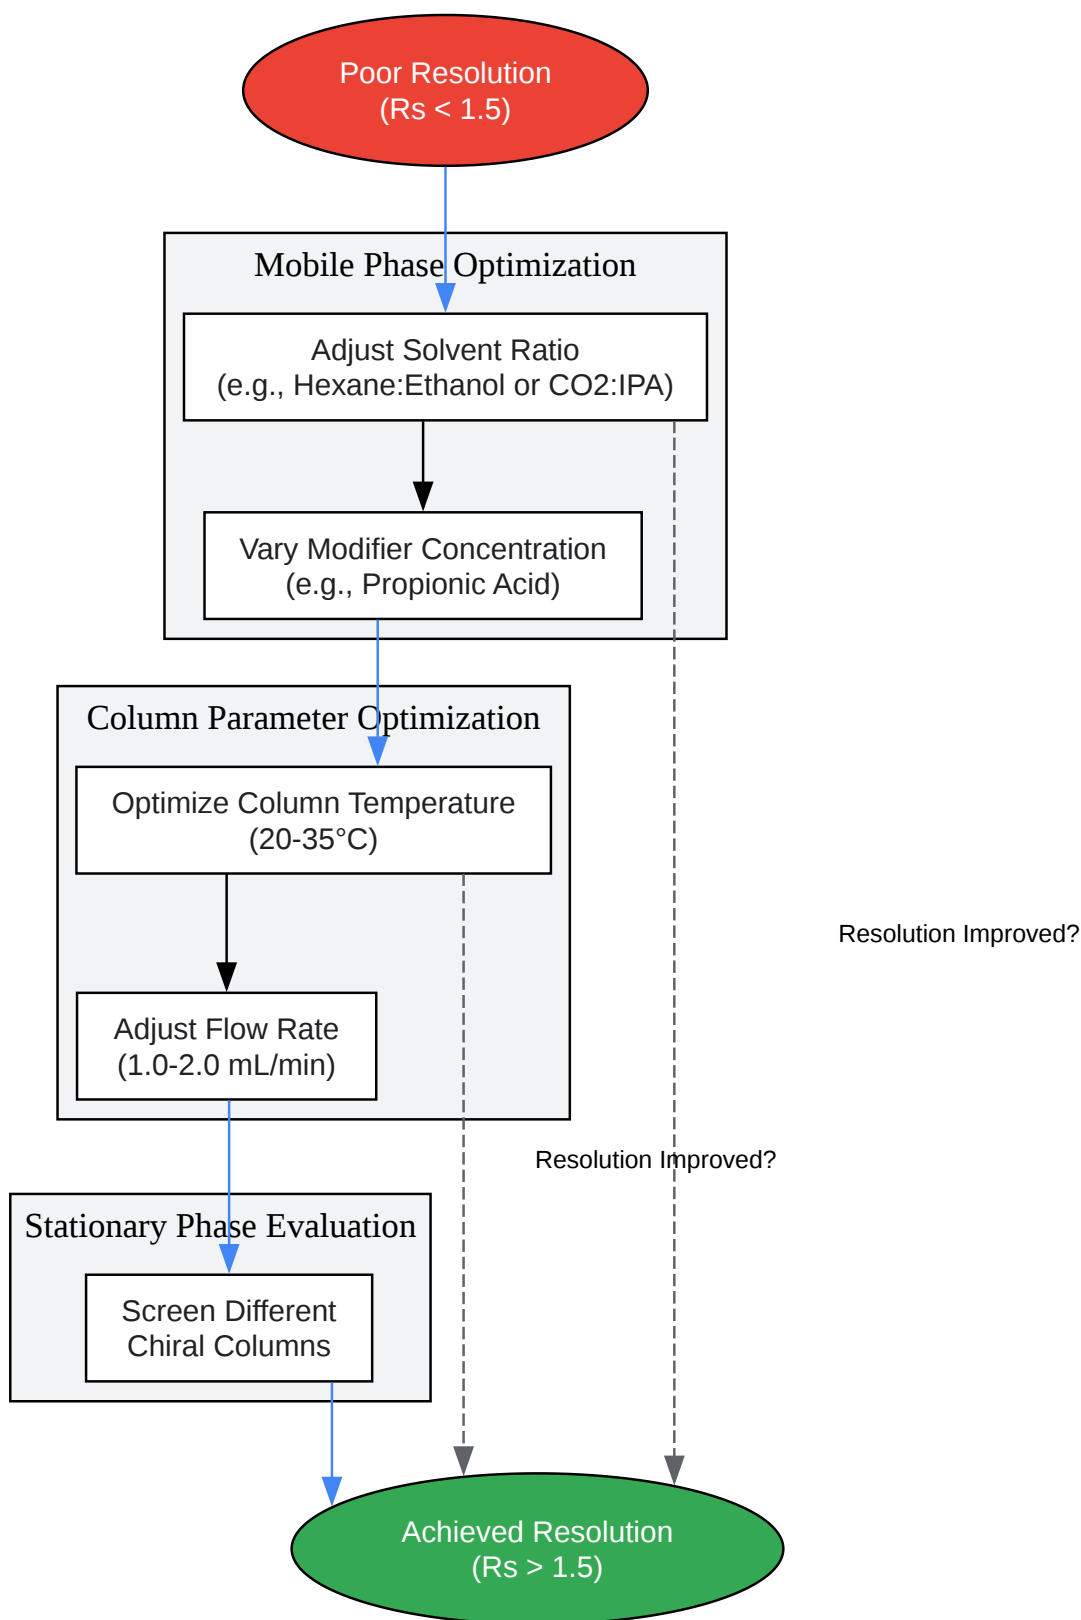 Poor Resolution
(Rs < 1.5)
Mobile Phase Optimization
Adjust Solvent Ratio
(e.g., Hexane:Ethanol or CO2:IPA)
Vary Modifier Concentration
(e.g., Propionic Acid)
Column Parameter Optimization
Optimize Column Temperature
(20-35°C)
Resolution Improved?
Adjust Flow Rate
(1.0-2.0 mL/min)
Resolution Improved?
Stationary Phase Evaluation
Screen Different
Chiral Columns
Achieved Resolution
(Rs > 1.5)